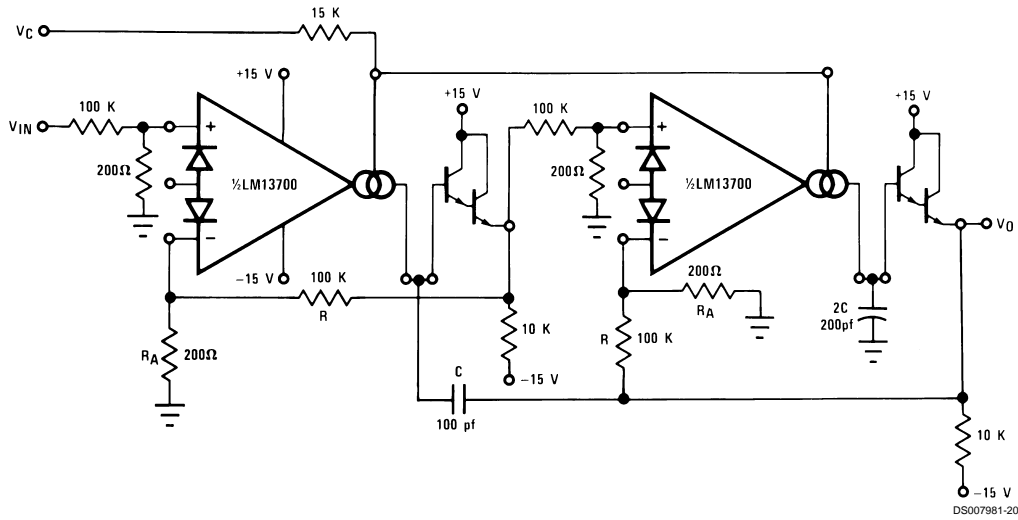 15 K
VC
+15 V
+15 V
+15 V
100 K
100 K
VIN
+
+
200Ω
200Ω
½LM13700
½LM13700
VO
−
−
−15 V
100 K
200Ω
R
RA
2C
200pf
10 K
R
100 K
RA
200Ω
−15 V
C
100 pf
10 K
−15 V
DS007981-20